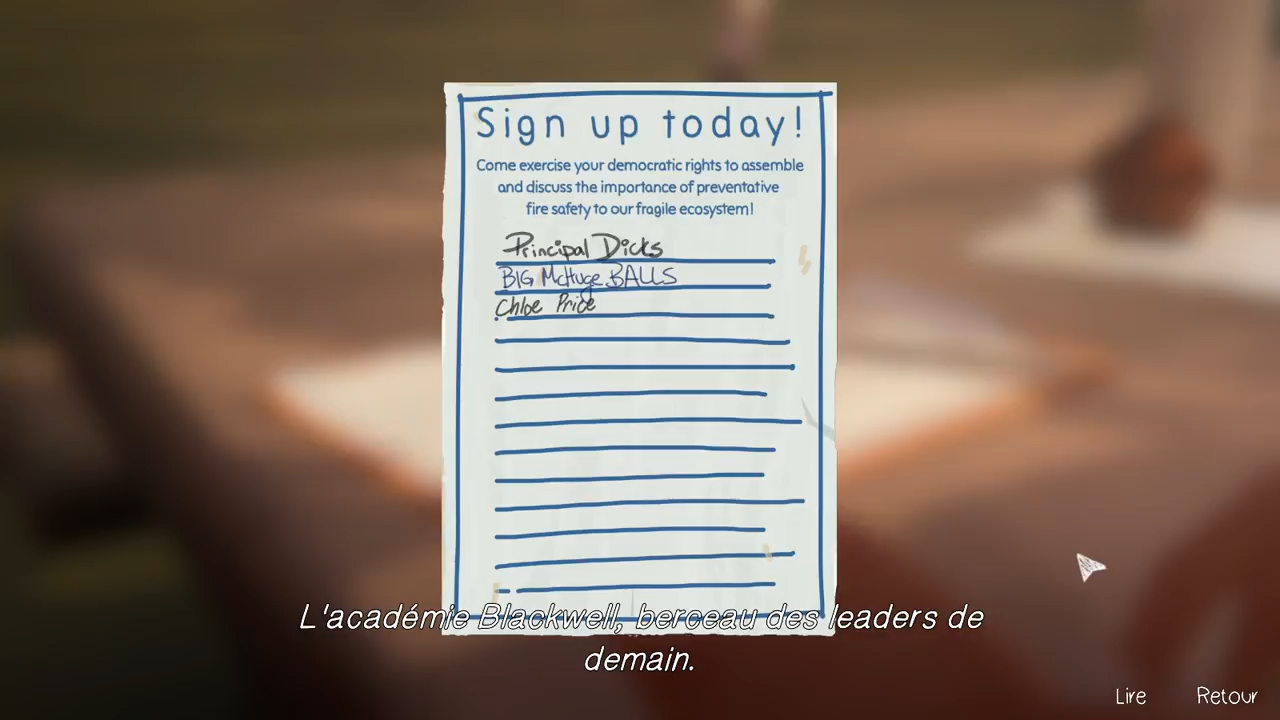 Sign up today!
Come exercise your democratic rights to assemble
and discuss the importance of preventative
fire safety to our fragile ecosystem!
Principal Dicks
BIG McHuge BALLS
Chloe Price
L'académie Blackwell, berceau des leaders de
demain.
Lire Retour